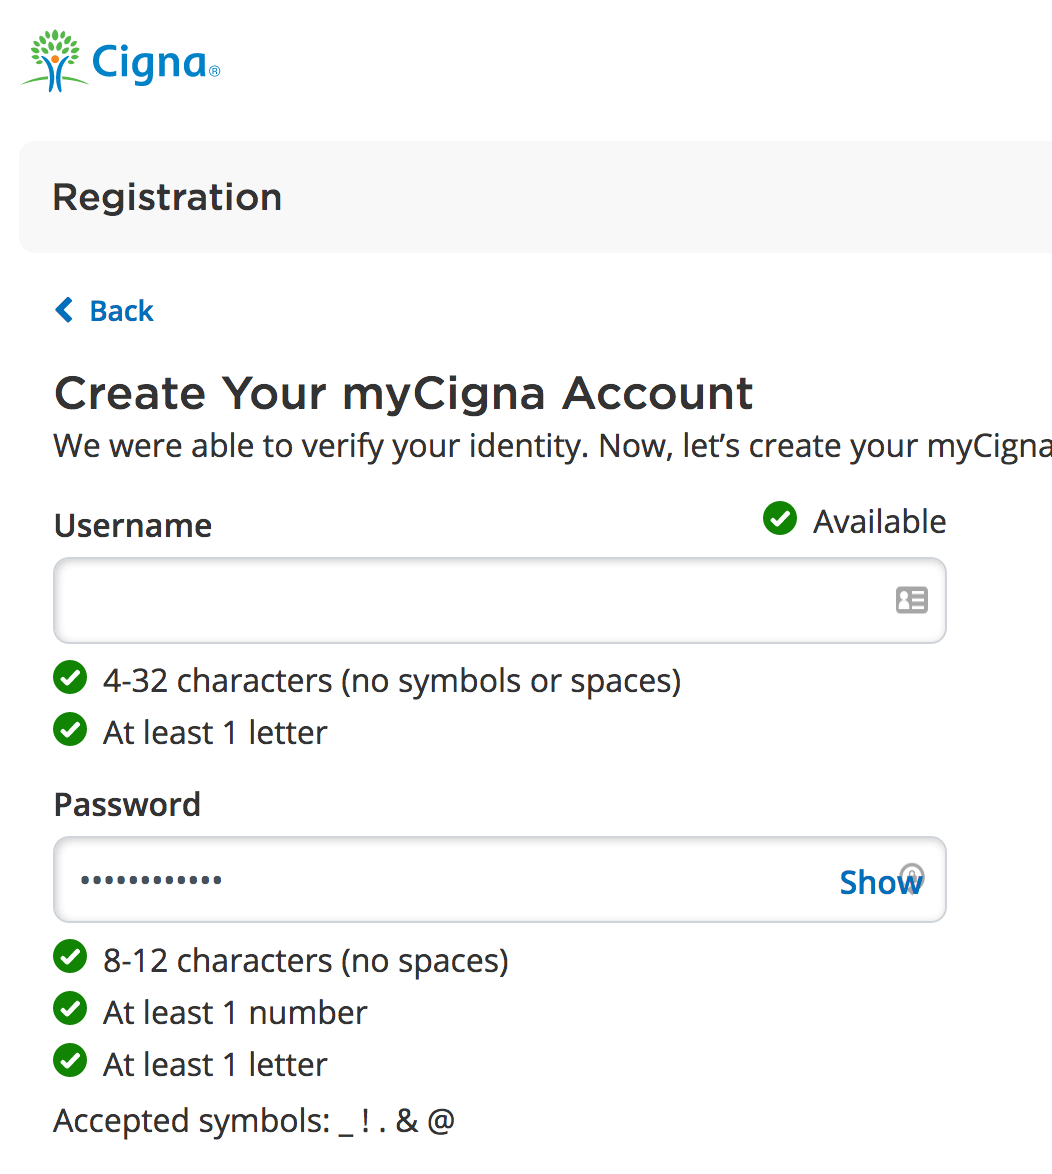 Cigna®
Registration
Back
Create Your myCigna Account
We were able to verify your identity. Now, let’s create your myCigna
Username
Available
4-32 characters (no symbols or spaces)
At least 1 letter
Password
••••••••••••
Show
8-12 characters (no spaces)
At least 1 number
At least 1 letter
Accepted symbols: _ ! . & @